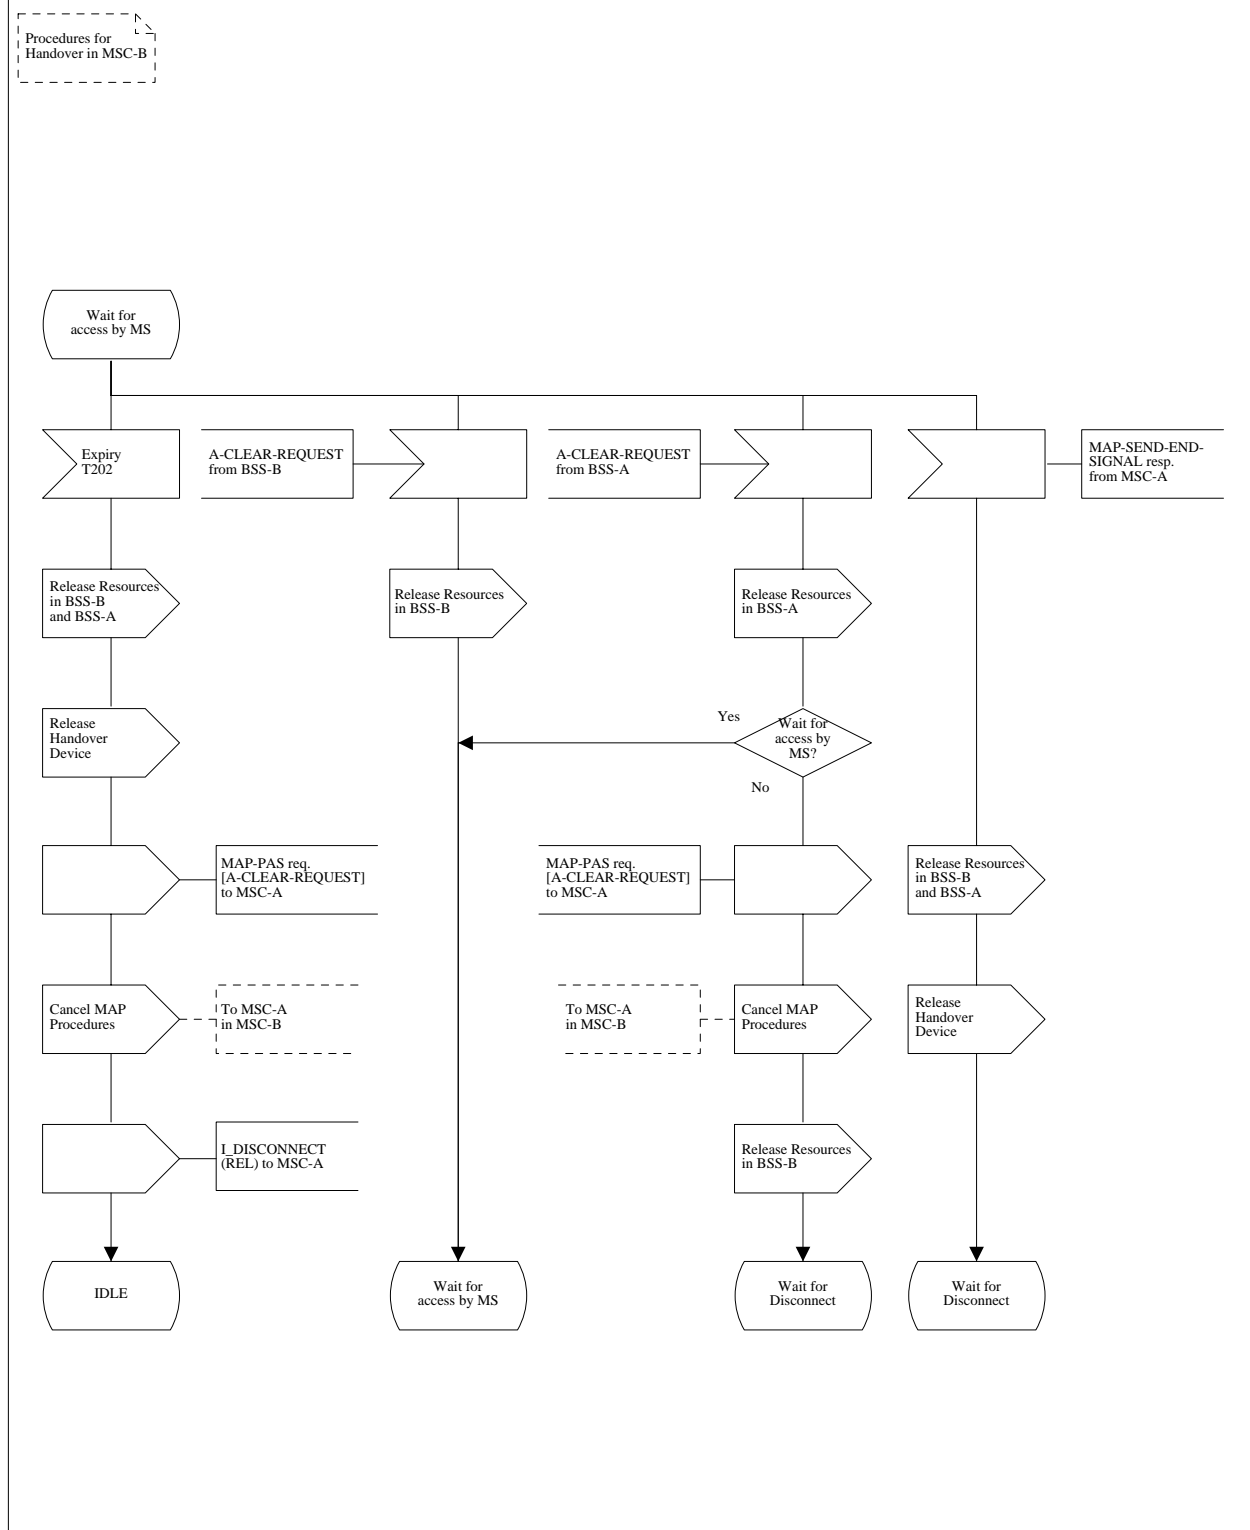 Procedures for
Handover in MSC-B
Wait for
access by MS
Expiry
T202
A-CLEAR-REQUEST
from BSS-B
A-CLEAR-REQUEST
from BSS-A
MAP-SEND-END-
SIGNAL resp.
from MSC-A
Release Resources
in BSS-B
and BSS-A
Release Resources
in BSS-B
Release Resources
in BSS-A
Release
Handover
Device
Yes
Wait for
access by
MS?
No
MAP-PAS req.
[A-CLEAR-REQUEST]
to MSC-A
MAP-PAS req.
[A-CLEAR-REQUEST]
to MSC-A
Release Resources
in BSS-B
and BSS-A
Cancel MAP
Procedures
To MSC-A
in MSC-B
To MSC-A
in MSC-B
Cancel MAP
Procedures
Release
Handover
Device
I_DISCONNECT
(REL) to MSC-A
Release Resources
in BSS-B
IDLE
Wait for
access by MS
Wait for
Disconnect
Wait for
Disconnect